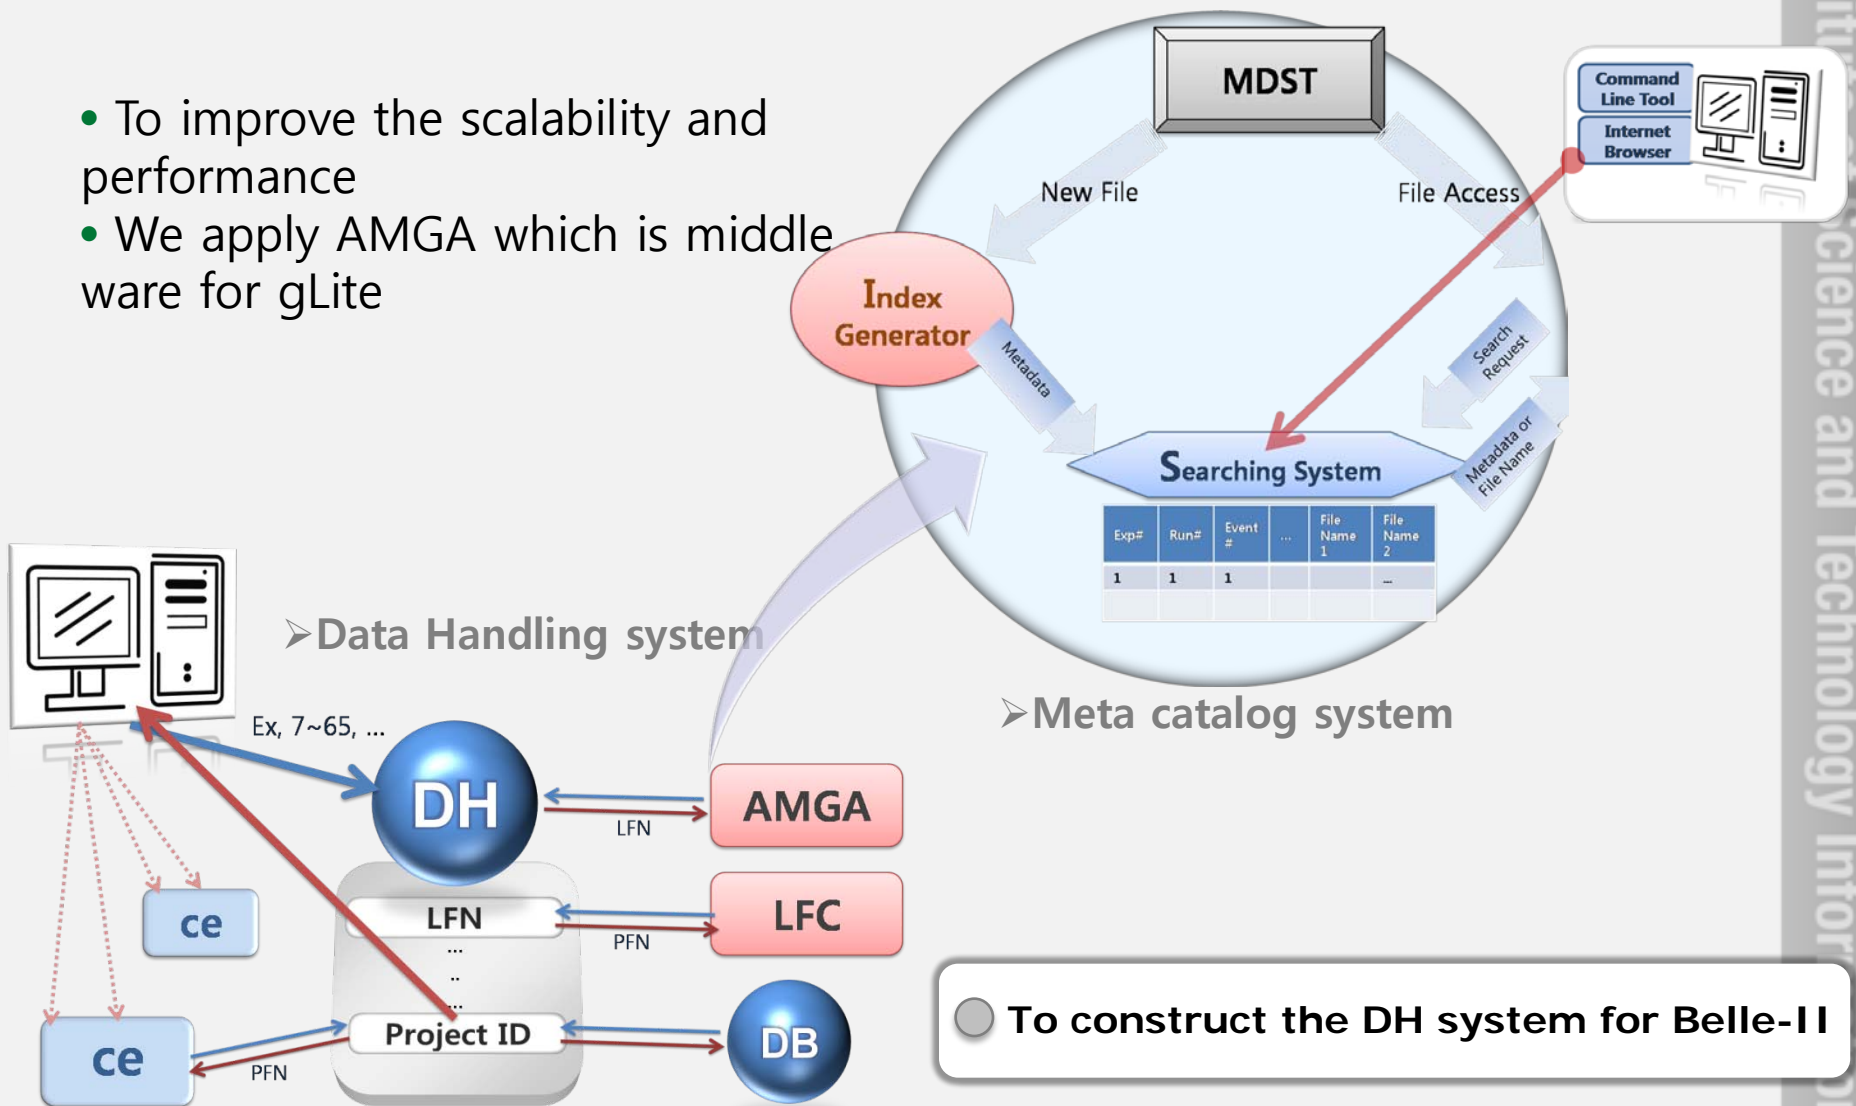 • To improve the scalability and
performance
• We apply AMGA which is middle
ware for gLite
MDST
New File
File Access
Command
Line Tool
Internet
Browser
Index
Generator
Metadata
Search
Request
Metadata or
File Name
Searching System
Exp# Run# Event # ... File Name 1 File Name 2
1 1 1 ...
➢Data Handling system
➢Meta catalog system
Ex, 7~65, ...
DH
LFN
AMGA
LFN
...
..
...
PFN
LFC
ce
ce
PFN
Project ID
DB
To construct the DH system for Belle-II
Science and Technology